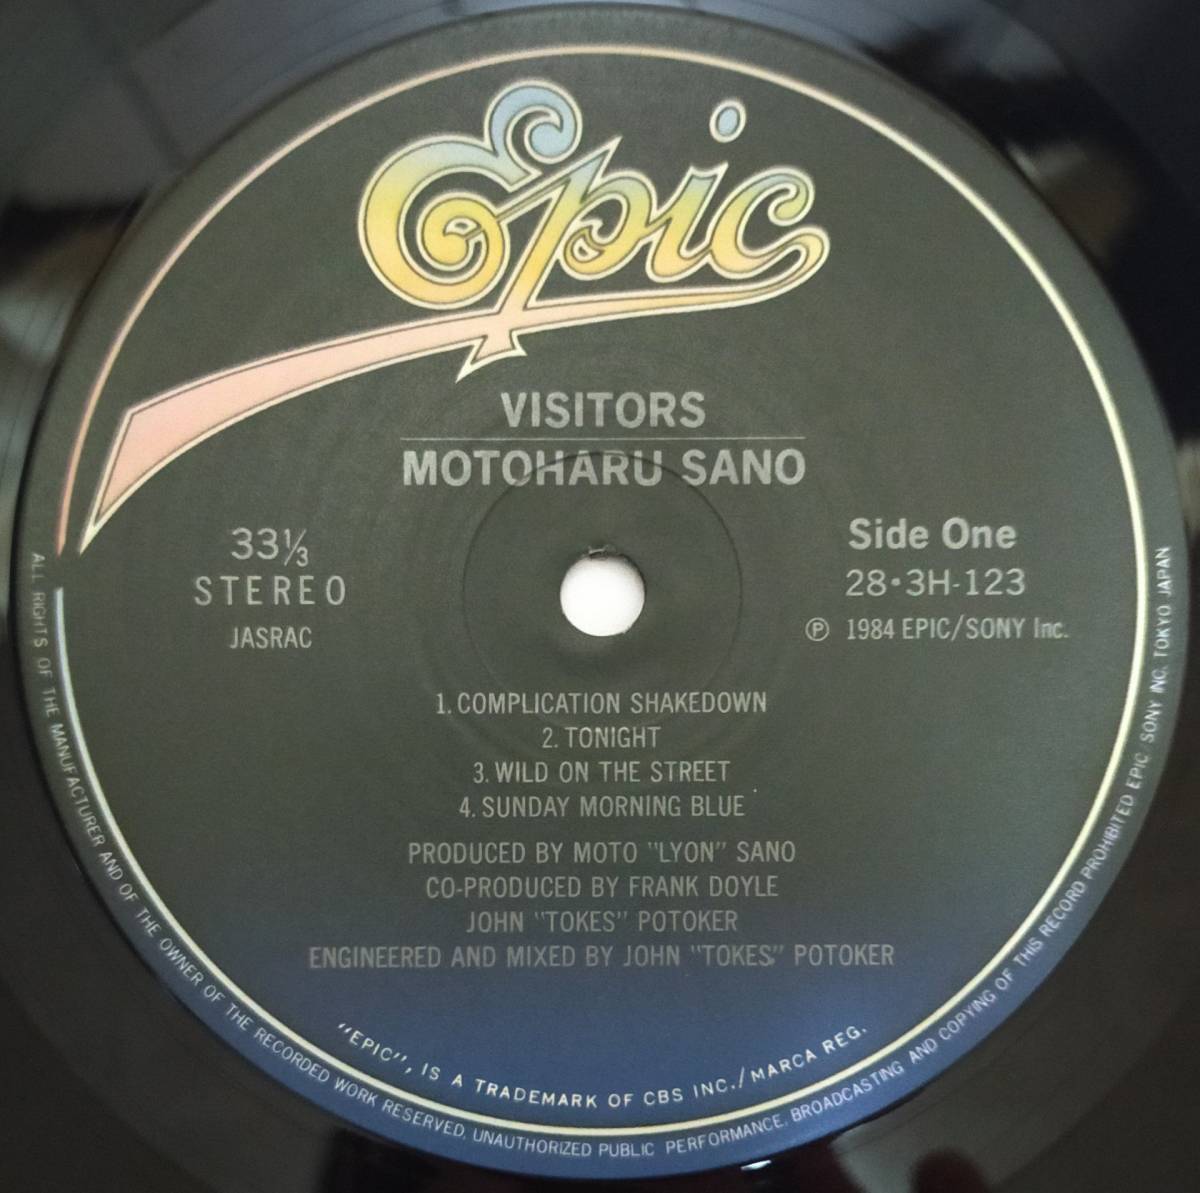 Epic
VISITORS
MOTOHARU SANO
33⅓
STEREO
JASRAC
Side One
28・3H-123
Ⓟ 1984 EPIC/SONY Inc.
1. COMPLICATION SHAKEDOWN
2. TONIGHT
3. WILD ON THE STREET
4. SUNDAY MORNING BLUE
PRODUCED BY MOTO "LYON" SANO
CO-PRODUCED BY FRANK DOYLE
JOHN "TOKES" POTOKER
ENGINEERED AND MIXED BY JOHN "TOKES" POTOKER
"EPIC", IS A TRADEMARK OF CBS INC./MARCA REG.
ALL RIGHTS OF THE MANUFACTURER AND OF THE OWNER OF THE RECORDED WORK RESERVED. UNAUTHORIZED PUBLIC PERFORMANCE. BROADCASTING AND COPYING OF THIS RECORD PROHIBITED EPIC/SONY INC. TOKYO JAPAN